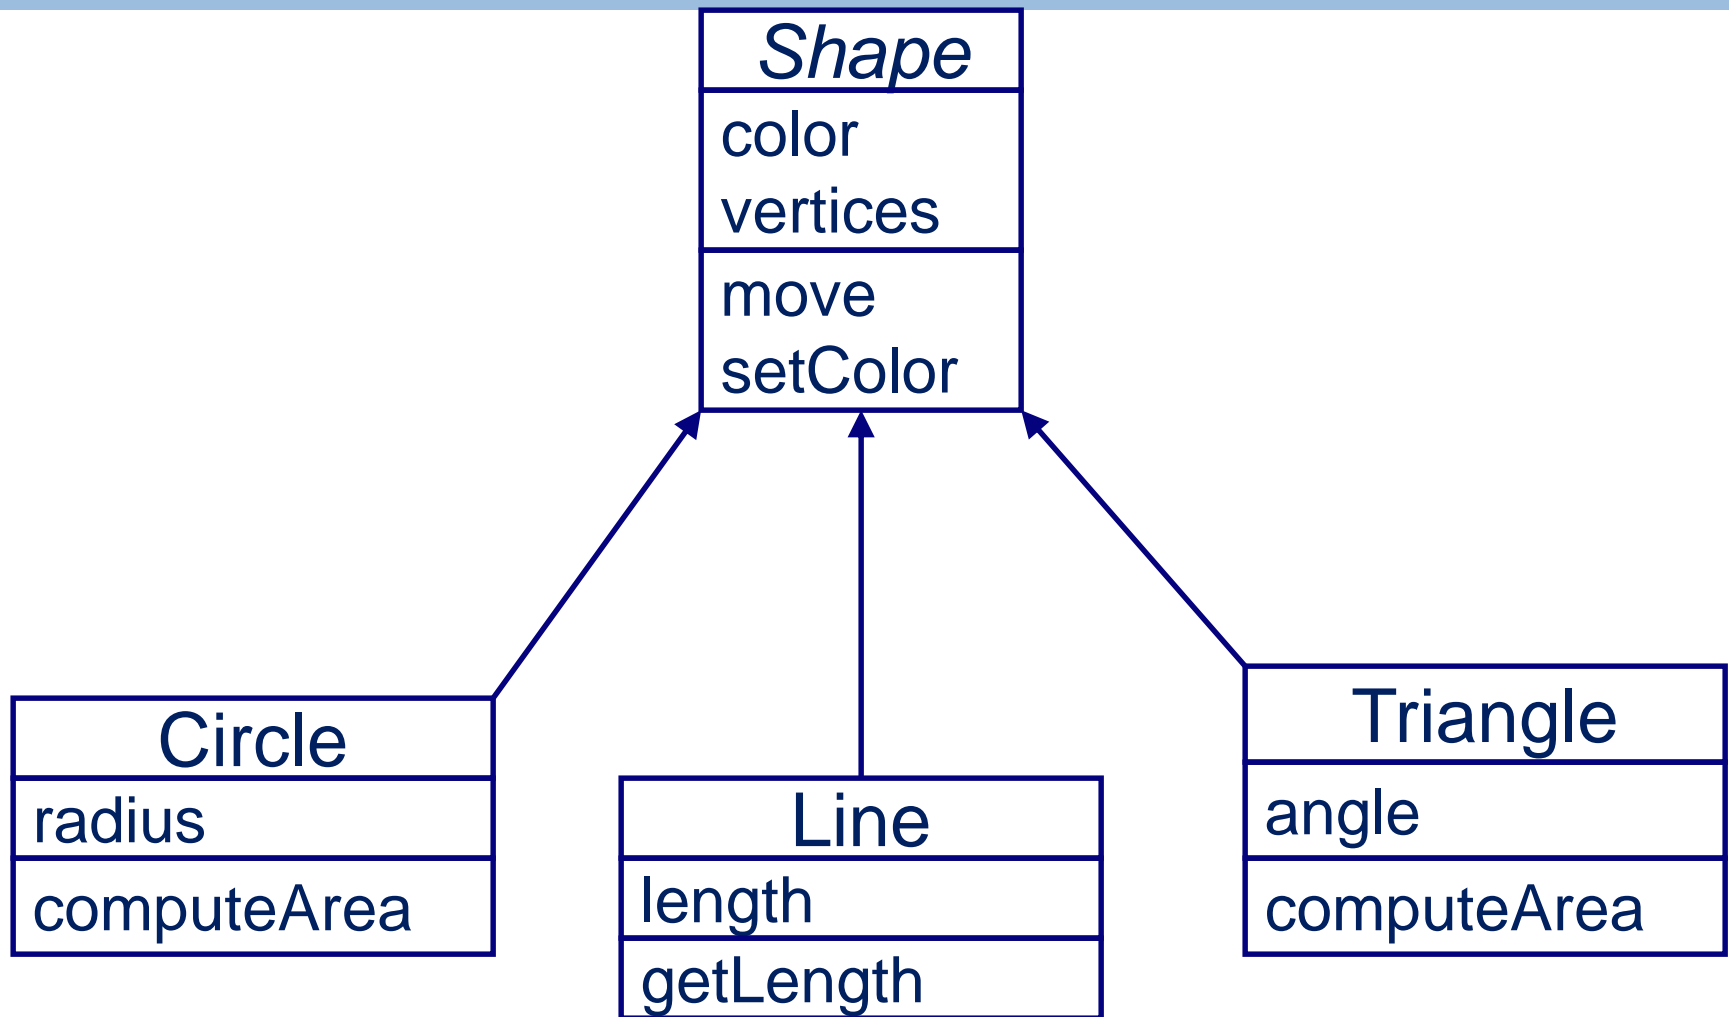 Shape
color
vertices
move
setColor
Circle
radius
computeArea
Line
length
getLength
Triangle
angle
computeArea